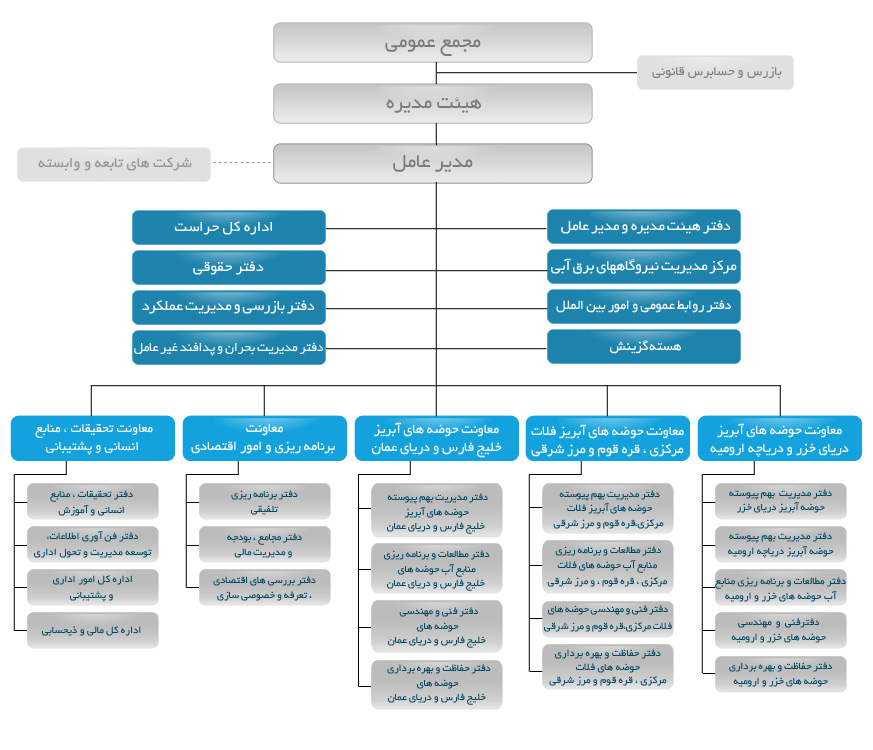 مجمع عمومی
بازرس و حسابرس قانونی
هیئت مدیره
مدیر عامل
شرکت های تابعه و وابسته
دفتر هیئت مدیره و مدیر عامل
اداره کل حراست
مرکز مدیریت نیروگاههای برق آبی
دفتر حقوقی
دفتر روابط عمومی و امور بین الملل
دفتر بازرسی و مدیریت عملکرد
هسته گزینش
دفتر مدیریت بحران و پدافند غیر عامل
معاونت حوضه های آبریز
دریای خزر و دریاچه ارومیه
معاونت حوضه های آبریز فلات
مرکزی ، قره قوم و مرز شرقی
معاونت حوضه های آبریز
خلیج فارس و دریای عمان
معاونت
برنامه ریزی و امور اقتصادی
معاونت تحقیقات ، منابع
انسانی و پشتیبانی
دفتر مدیریت بهم پیوسته
حوضه آبریز دریای خزر
دفتر مدیریت بهم پیوسته
حوضه آبریز دریاچه ارومیه
دفتر مطالعات و برنامه ریزی منابع
آب حوضه های خزر و ارومیه
دفترفنی و مهندسی
حوضه های خزر و ارومیه
دفتر حفاظت و بهره برداری
حوضه های خزر و ارومیه
دفتر مدیریت بهم پیوسته
حوضه های آبریز فلات
مرکزی،قره قوم و مرز شرقی
دفتر مطالعات و برنامه ریزی
منابع آب حوضه های فلات
مرکزی ، قره قوم ، و مرز شرقی
دفتر فنی و مهندسی حوضه های
فلات مرکزی،قره قوم و مرز شرقی
دفتر حفاظت و بهره برداری
حوضه های فلات
مرکزی ، قره قوم و مرز شرقی
دفتر مدیریت بهم پیوسته
حوضه های آبریز
خلیج فارس و دریای عمان
دفتر مطالعات و برنامه ریزی
منابع آب حوضه های
خلیج فارس و دریای عمان
دفتر فنی و مهندسی
حوضه های
خلیج فارس و دریای عمان
دفتر حفاظت و بهره برداری
حوضه های
خلیج فارس و دریای عمان
دفتر برنامه ریزی
تلفیقی
دفتر مجامع ، بودجه
و مدیریت مالی
دفتر بررسی های اقتصادی
، تعرفه و خصوصی سازی
دفتر تحقیقات ، منابع
انسانی و آموزش
دفتر فن آوری اطلاعات،
توسعه مدیریت و تحول اداری
اداره کل امور اداری
و پشتیبانی
اداره کل مالی و ذیحسابی